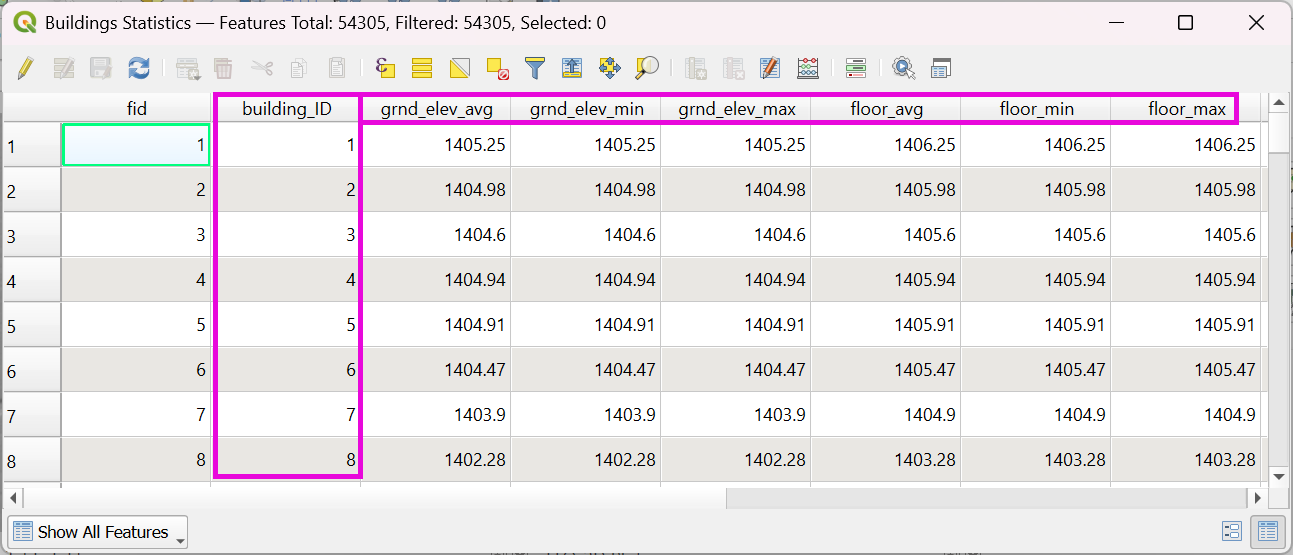 Buildings Statistics — Features Total: 54305, Filtered: 54305, Selected: 0
fid building_ID grnd_elev_avg grnd_elev_min grnd_elev_max floor_avg floor_min floor_max
1 1 1 1405.25 1405.25 1405.25 1406.25 1406.25 1406.25
2 2 2 1404.98 1404.98 1404.98 1405.98 1405.98 1405.98
3 3 3 1404.6 1404.6 1404.6 1405.6 1405.6 1405.6
4 4 4 1404.94 1404.94 1404.94 1405.94 1405.94 1405.94
5 5 5 1404.91 1404.91 1404.91 1405.91 1405.91 1405.91
6 6 6 1404.47 1404.47 1404.47 1405.47 1405.47 1405.47
7 7 7 1403.9 1403.9 1403.9 1404.9 1404.9 1404.9
8 8 8 1402.28 1402.28 1402.28 1403.28 1403.28 1403.28
Show All Features